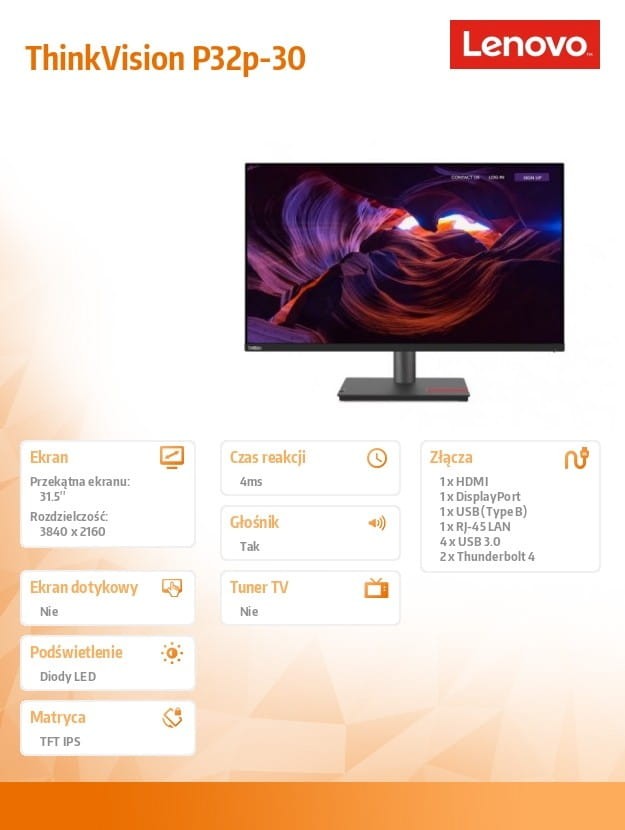 ThinkVision P32p-30
Lenovo™
CONTACT US LOG IN SIGN UP
Ekran
Przekątna ekranu:
31.5"
Rozdzielczość:
3840 x 2160
Ekran dotykowy
Nie
Podświetlenie
Diody LED
Matryca
TFT IPS
Czas reakcji
4ms
Głośnik
Tak
Tuner TV
Nie
Złącza
1 x HDMI
1 x DisplayPort
1 x USB (Type B)
1 x RJ-45 LAN
4 x USB 3.0
2 x Thunderbolt 4